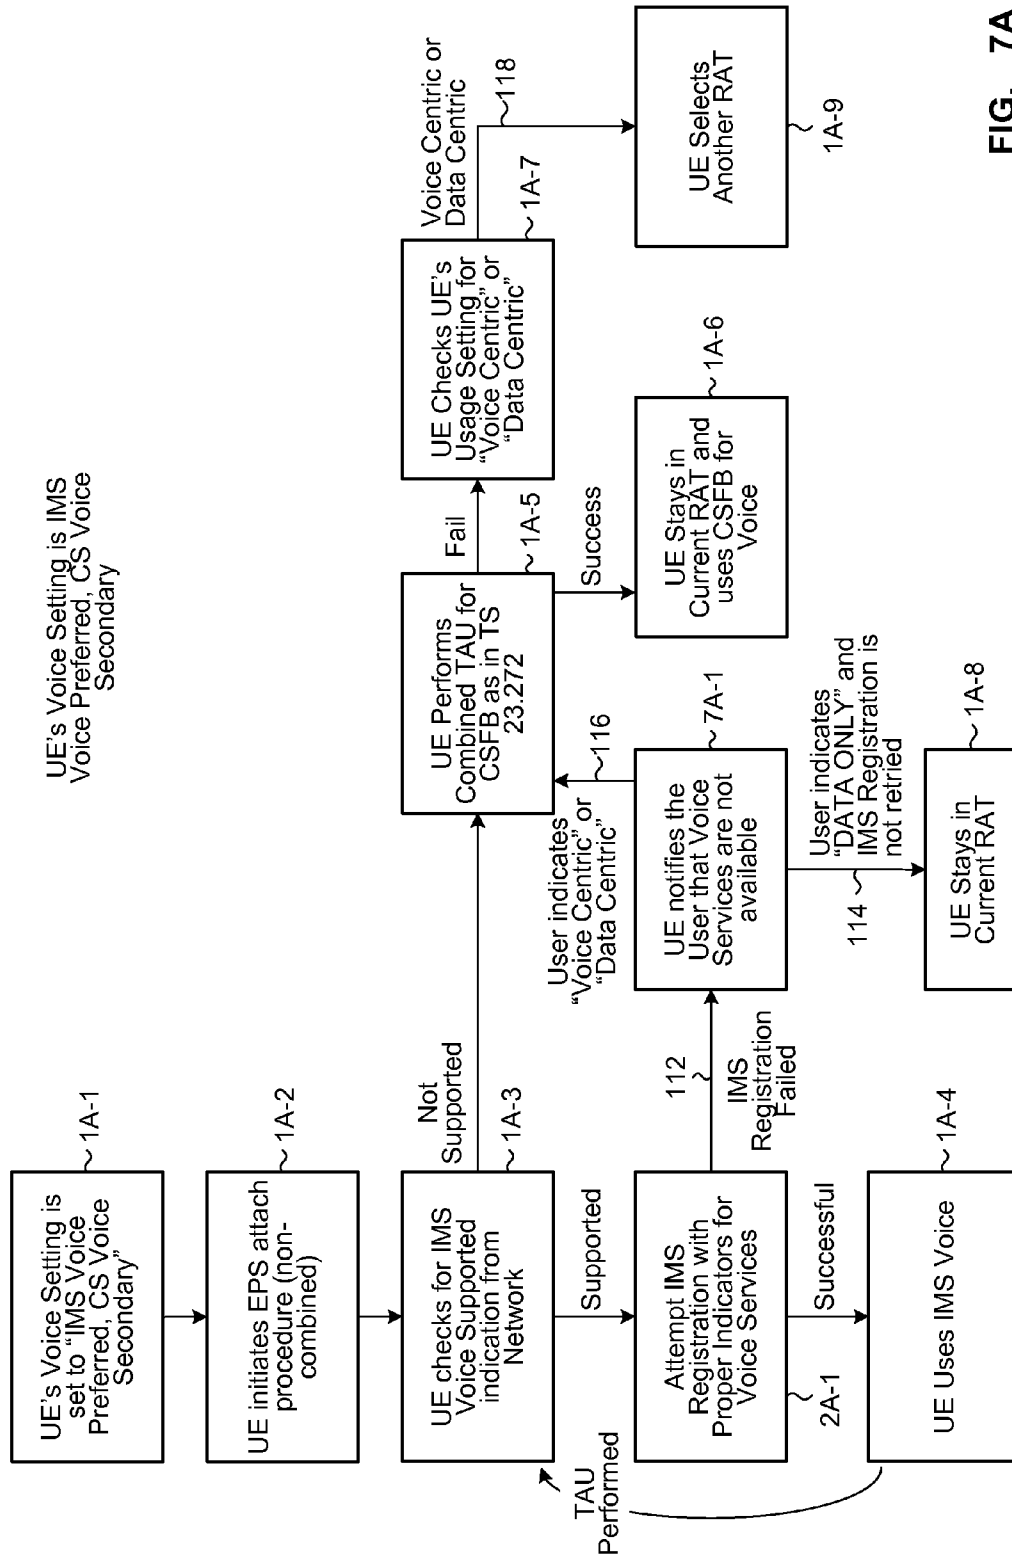 UE's Voice Setting is IMS
Voice Preferred, CS Voice
Secondary
UE's Voice Setting is
set to "IMS Voice
Preferred, CS Voice
Secondary"
1A-1
UE initiates EPS attach
procedure (non-
combined)
1A-2
UE checks for IMS
Voice Supported
indication from
Network
1A-3
Not
Supported
Supported
UE Performs
Combined TAU for
CSFB as in TS
23.272
1A-5
Fail
Success
UE Checks UE's
Usage Setting for
"Voice Centric" or
"Data Centric"
1A-7
Voice Centric or
Data Centric
118
TAU
Performed
Attempt IMS
Registration with
Proper Indicators for
Voice Services
2A-1
112
IMS
Registration
Failed
Successful
User indicates
"Voice Centric" or
"Data Centric"
116
UE notifies the
User that Voice
Services are not
available
7A-1
UE Stays in
Current RAT and
uses CSFB for
Voice
1A-6
UE Selects
Another RAT
1A-9
114
User indicates
"DATA ONLY" and
IMS Registration is
not retried
UE Uses IMS Voice
1A-4
UE Stays in
Current RAT
1A-8
FIG. 7A